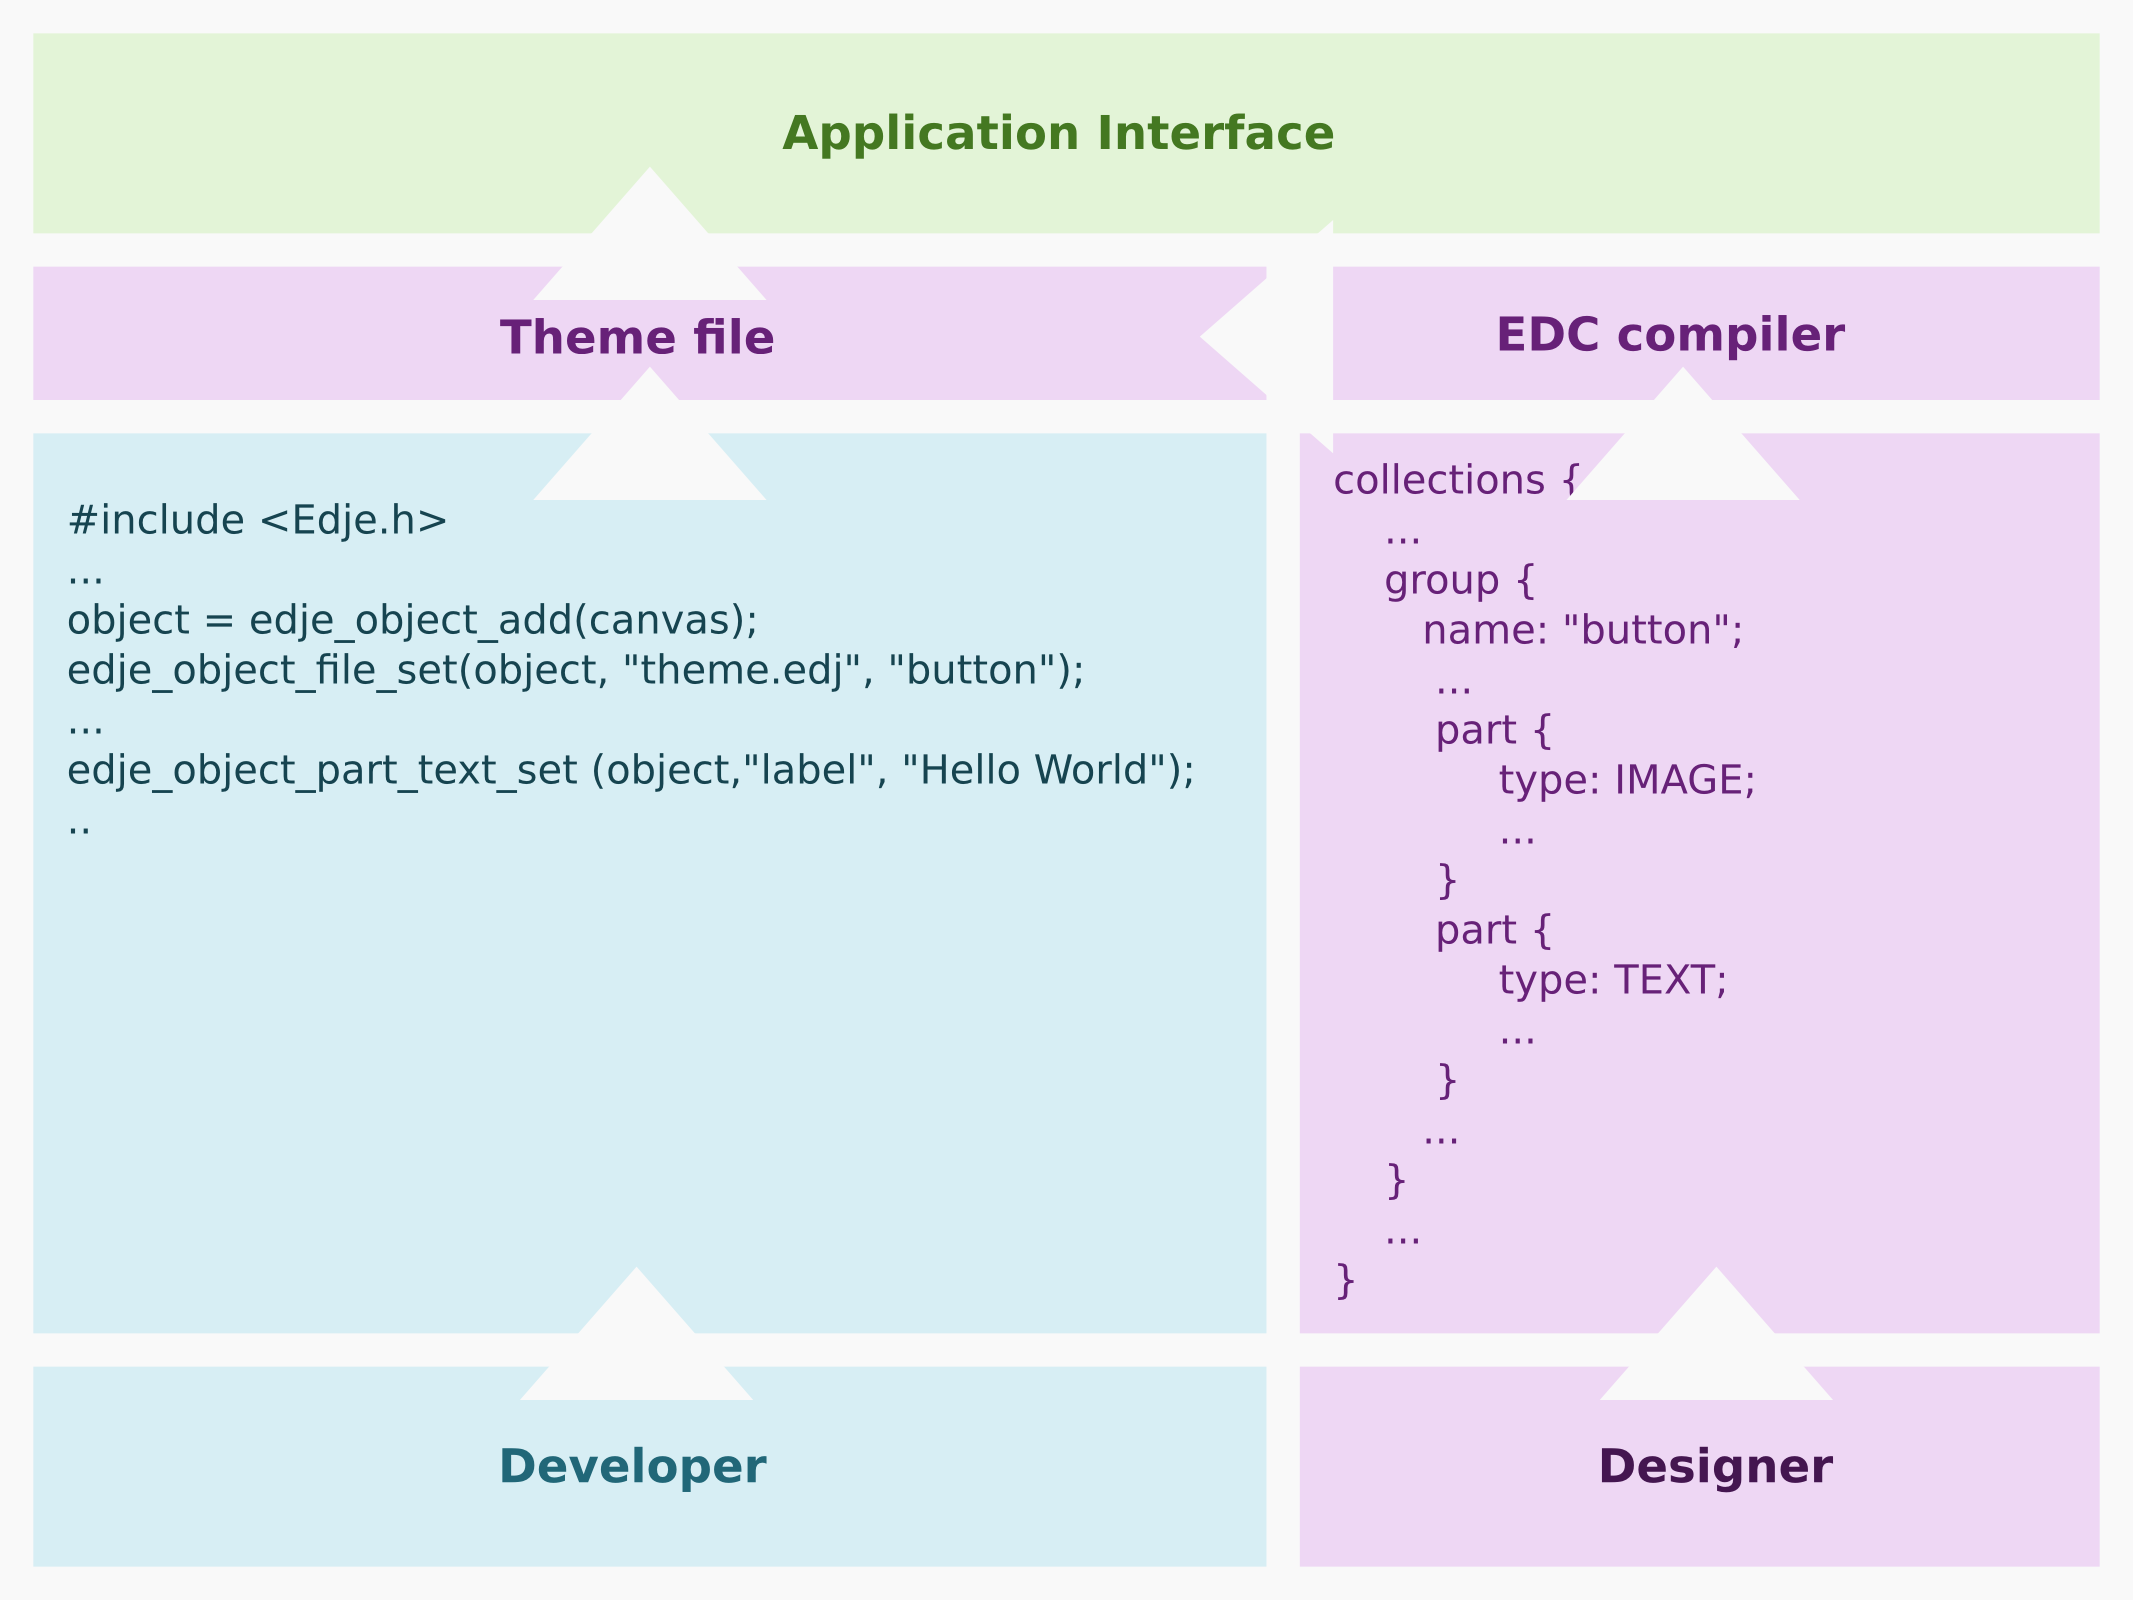 Application Interface
Theme file
EDC compiler
#include <Edje.h>
...
object = edje_object_add(canvas);
edje_object_file_set(object, "theme.edj", "button");
...
edje_object_part_text_set (object,"label", "Hello World");
..
collections {
...
group {
name: "button";
...
part {
type: IMAGE;
...
}
part {
type: TEXT;
...
}
...
}
...
}
Developer
Designer